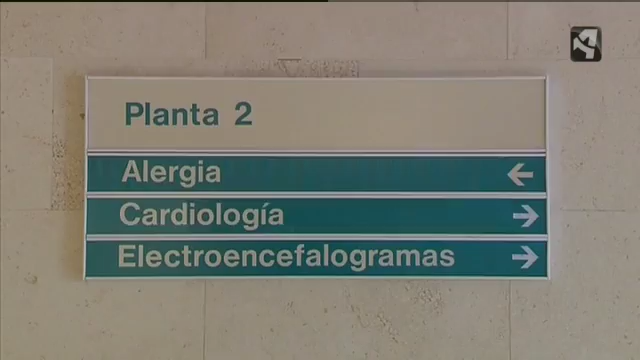 Planta 2
Alergia ←
Cardiología →
Electroencefalogramas →